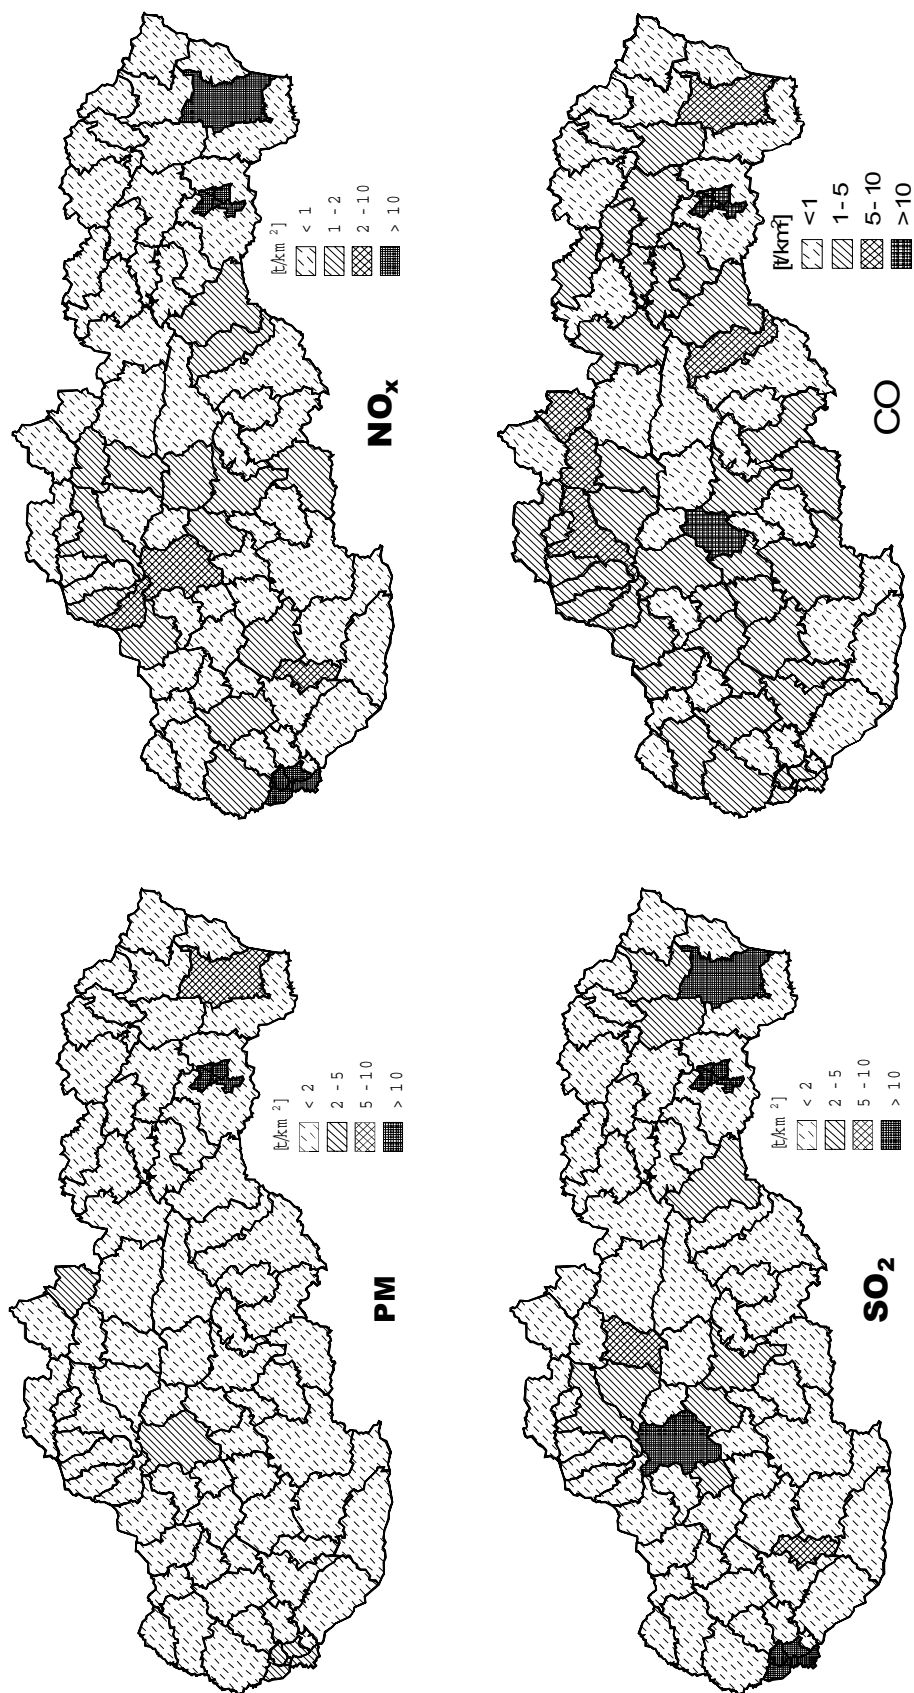 NOₓ
[t/km²]
< 1
1 - 2
2 - 10
> 10
CO
[t/km²]
<1
1 - 5
5 - 10
>10
PM
[t/km²]
< 2
2 - 5
5 - 10
> 10
SO₂
[t/km²]
< 2
2 - 5
5 - 10
> 10